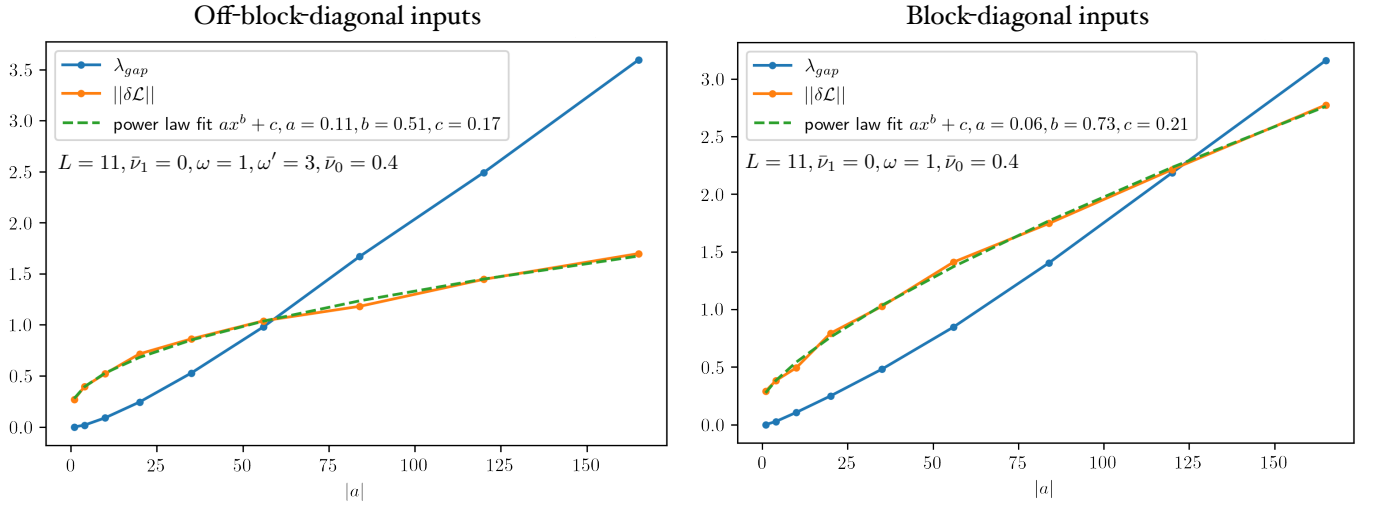 Off-block-diagonal inputs
λ_gap
||δℒ||
power law fit ax^b + c, a = 0.11, b = 0.51, c = 0.17
L = 11, ν̄₁ = 0, ω = 1, ω′ = 3, ν̄₀ = 0.4
3.5
3.0
2.5
2.0
1.5
1.0
0.5
0.0
0 25 50 75 100 125 150
|a|
Block-diagonal inputs
λ_gap
||δℒ||
power law fit ax^b + c, a = 0.06, b = 0.73, c = 0.21
L = 11, ν̄₁ = 0, ω = 1, ν̄₀ = 0.4
3.0
2.5
2.0
1.5
1.0
0.5
0.0
0 25 50 75 100 125 150
|a|